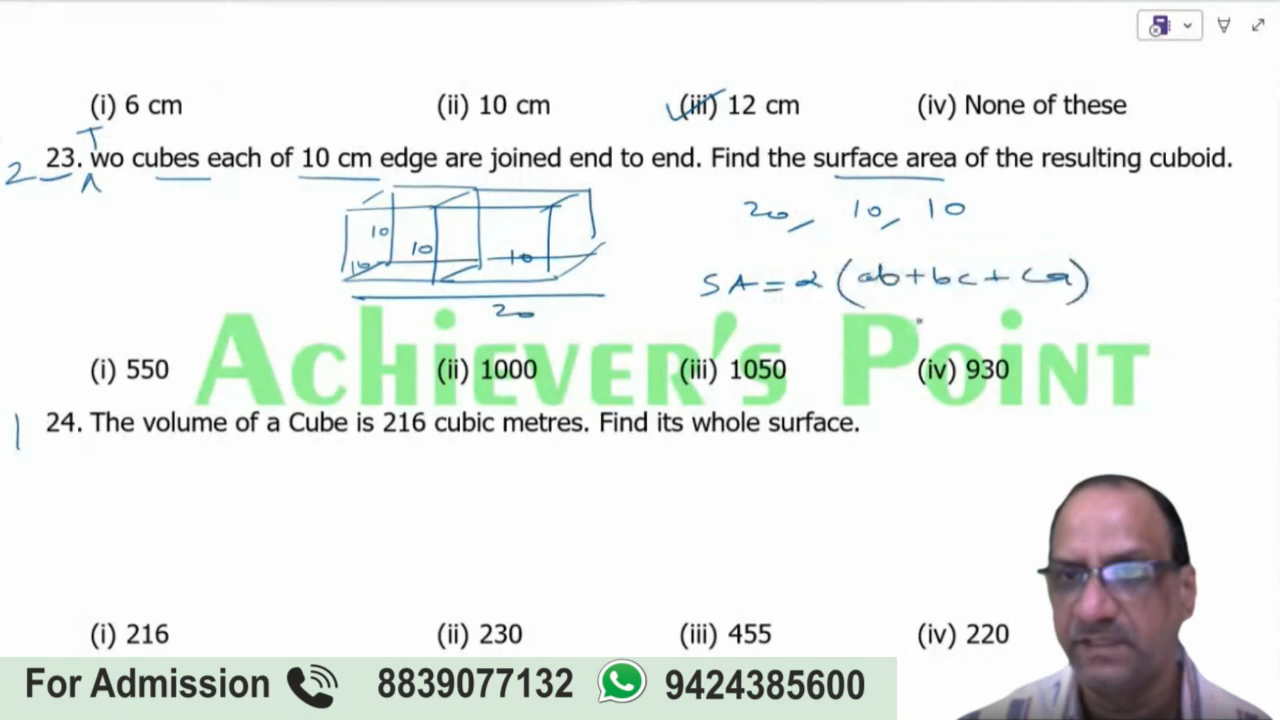 (i) 6 cm (ii) 10 cm (iii) 12 cm (iv) None of these
T
2 23. wo cubes each of 10 cm edge are joined end to end. Find the surface area of the resulting cuboid.
20, 10, 10
10 10 10 10
SA = 2 (ab + bc + ca)
20
ACHiEVER'S POiNT
(i) 550 (ii) 1000 (iii) 1050 (iv) 930
1 24. The volume of a Cube is 216 cubic metres. Find its whole surface.
(i) 216 (ii) 230 (iii) 455 (iv) 220
For Admission 8839077132 9424385600